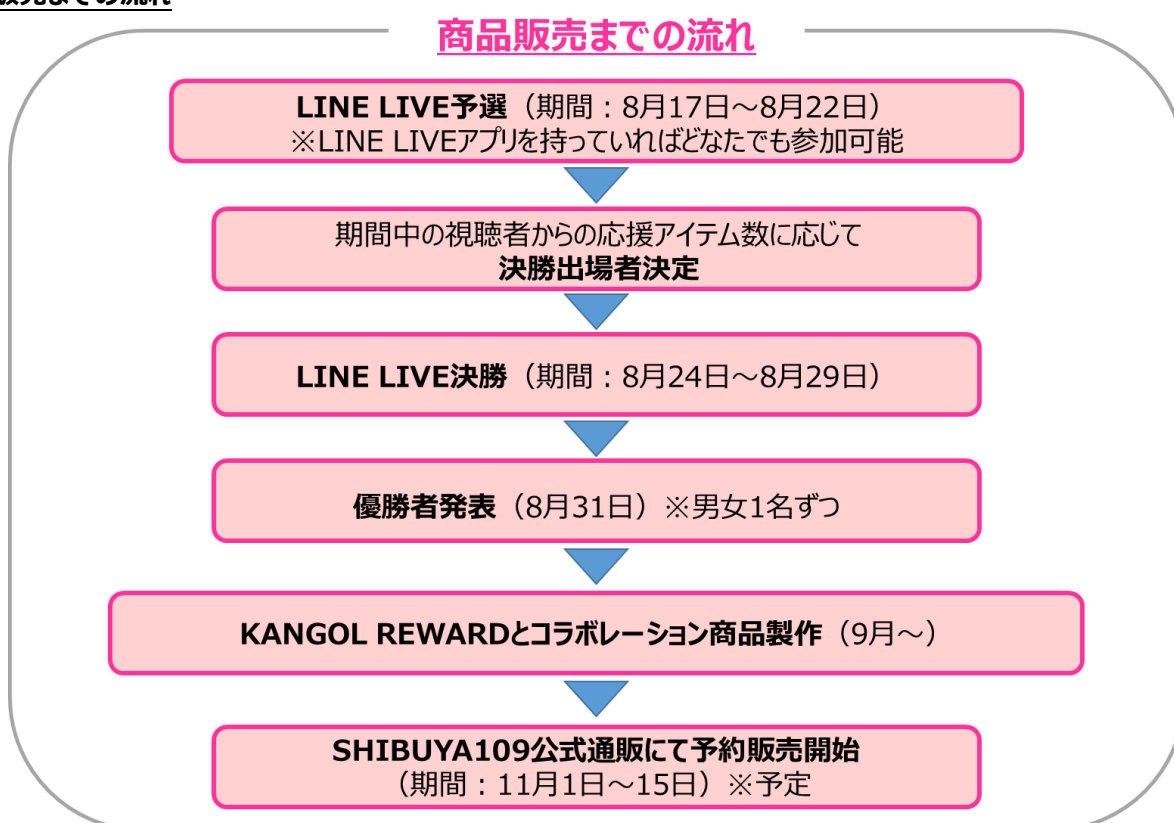 販売までの流れ
商品販売までの流れ
LINE LIVE予選（期間：8月17日～8月22日）
※LINE LIVEアプリを持っていればどなたでも参加可能
期間中の視聴者からの応援アイテム数に応じて
決勝出場者決定
LINE LIVE決勝（期間：8月24日～8月29日）
優勝者発表（8月31日）※男女1名ずつ
KANGOL REWARDとコラボレーション商品製作（9月～）
SHIBUYA109公式通販にて予約販売開始
（期間：11月1日～15日）※予定